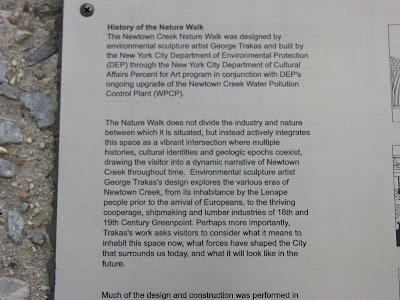 History of the Nature Walk
The Newtown Creek Nature Walk was designed by
environmental sculpture artist George Trakas and built by
the New York City Department of Environmental Protection
(DEP) through the New York City Department of Cultural
Affairs Percent for Art program in conjunction with DEP's
ongoing upgrade of the Newtown Creek Water Pollution
Control Plant (WPCP).
The Nature Walk does not divide the industry and nature
between which it is situated, but instead actively integrates
this space as a vibrant intersection where multiple
histories, cultural identities and geologic epochs coexist,
drawing the visitor into a dynamic narrative of Newtown
Creek throughout time. Environmental sculpture artist
George Trakas's design explores the various eras of
Newtown Creek, from its inhabitance by the Lenape
people prior to the arrival of Europeans, to the thriving
cooperage, shipmaking and lumber industries of 18th and
19th Century Greenpoint. Perhaps more importantly,
Trakas's work asks visitors to consider what it means to
inhabit this space now, what forces have shaped the City
that surrounds us today, and what it will look like in the
future.
Much of the design and construction was performed in